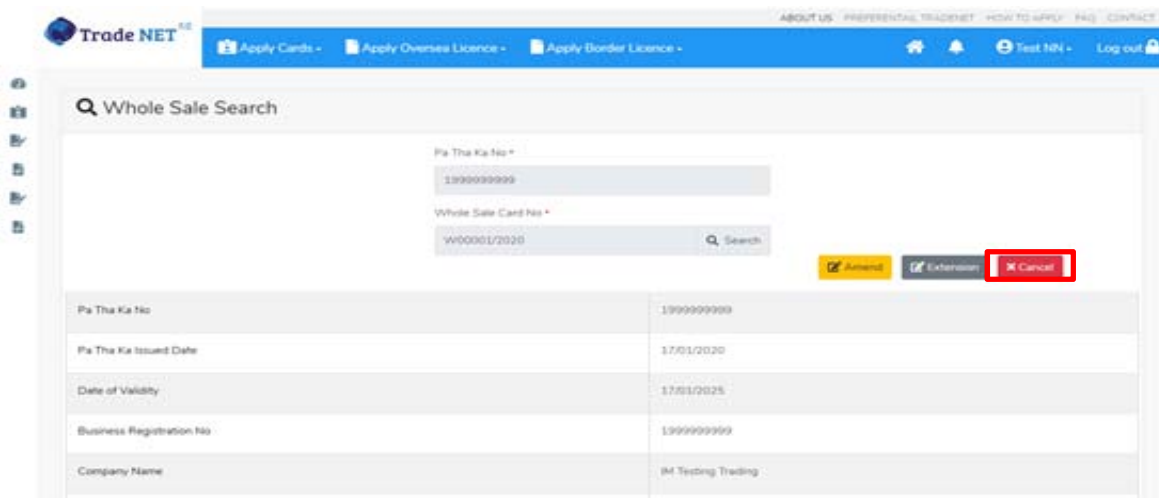 ABOUT US PREFERENTIAL TRADENET HOW TO APPLY FAQ CONTACT
Trade NET
Apply Cards Apply Oversea Licence Apply Border Licence Test NN Log out
Whole Sale Search
Pa Tha Ka No *
1999999999
Whole Sale Card No *
W00001/2020 Search
Amend Extension Cancel
Pa Tha Ka No 1999999999
Pa Tha Ka Issued Date 17/01/2020
Date of Validity 17/01/2025
Business Registration No 1999999999
Company Name IM Testing Trading